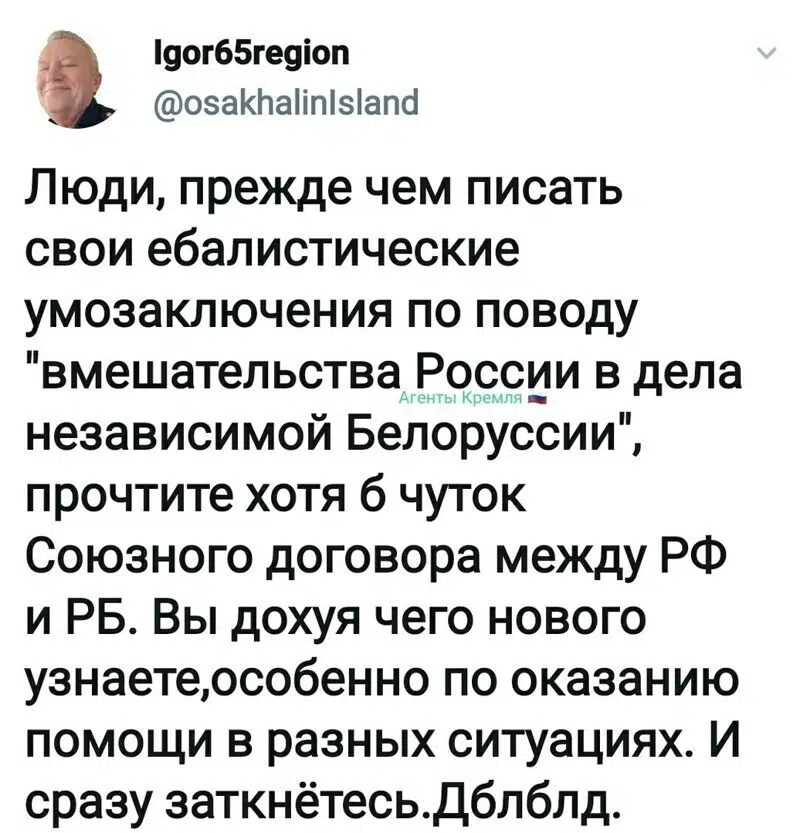 Igor65region
@osakhalinIsland
Люди, прежде чем писать
свои ебалистические
умозаключения по поводу
"вмешательства России в дела
Агенты Кремля
независимой Белоруссии",
прочтите хотя б чуток
Союзного договора между РФ
и РБ. Вы дохуя чего нового
узнаете,особенно по оказанию
помощи в разных ситуациях. И
сразу заткнётесь.Дблблд.